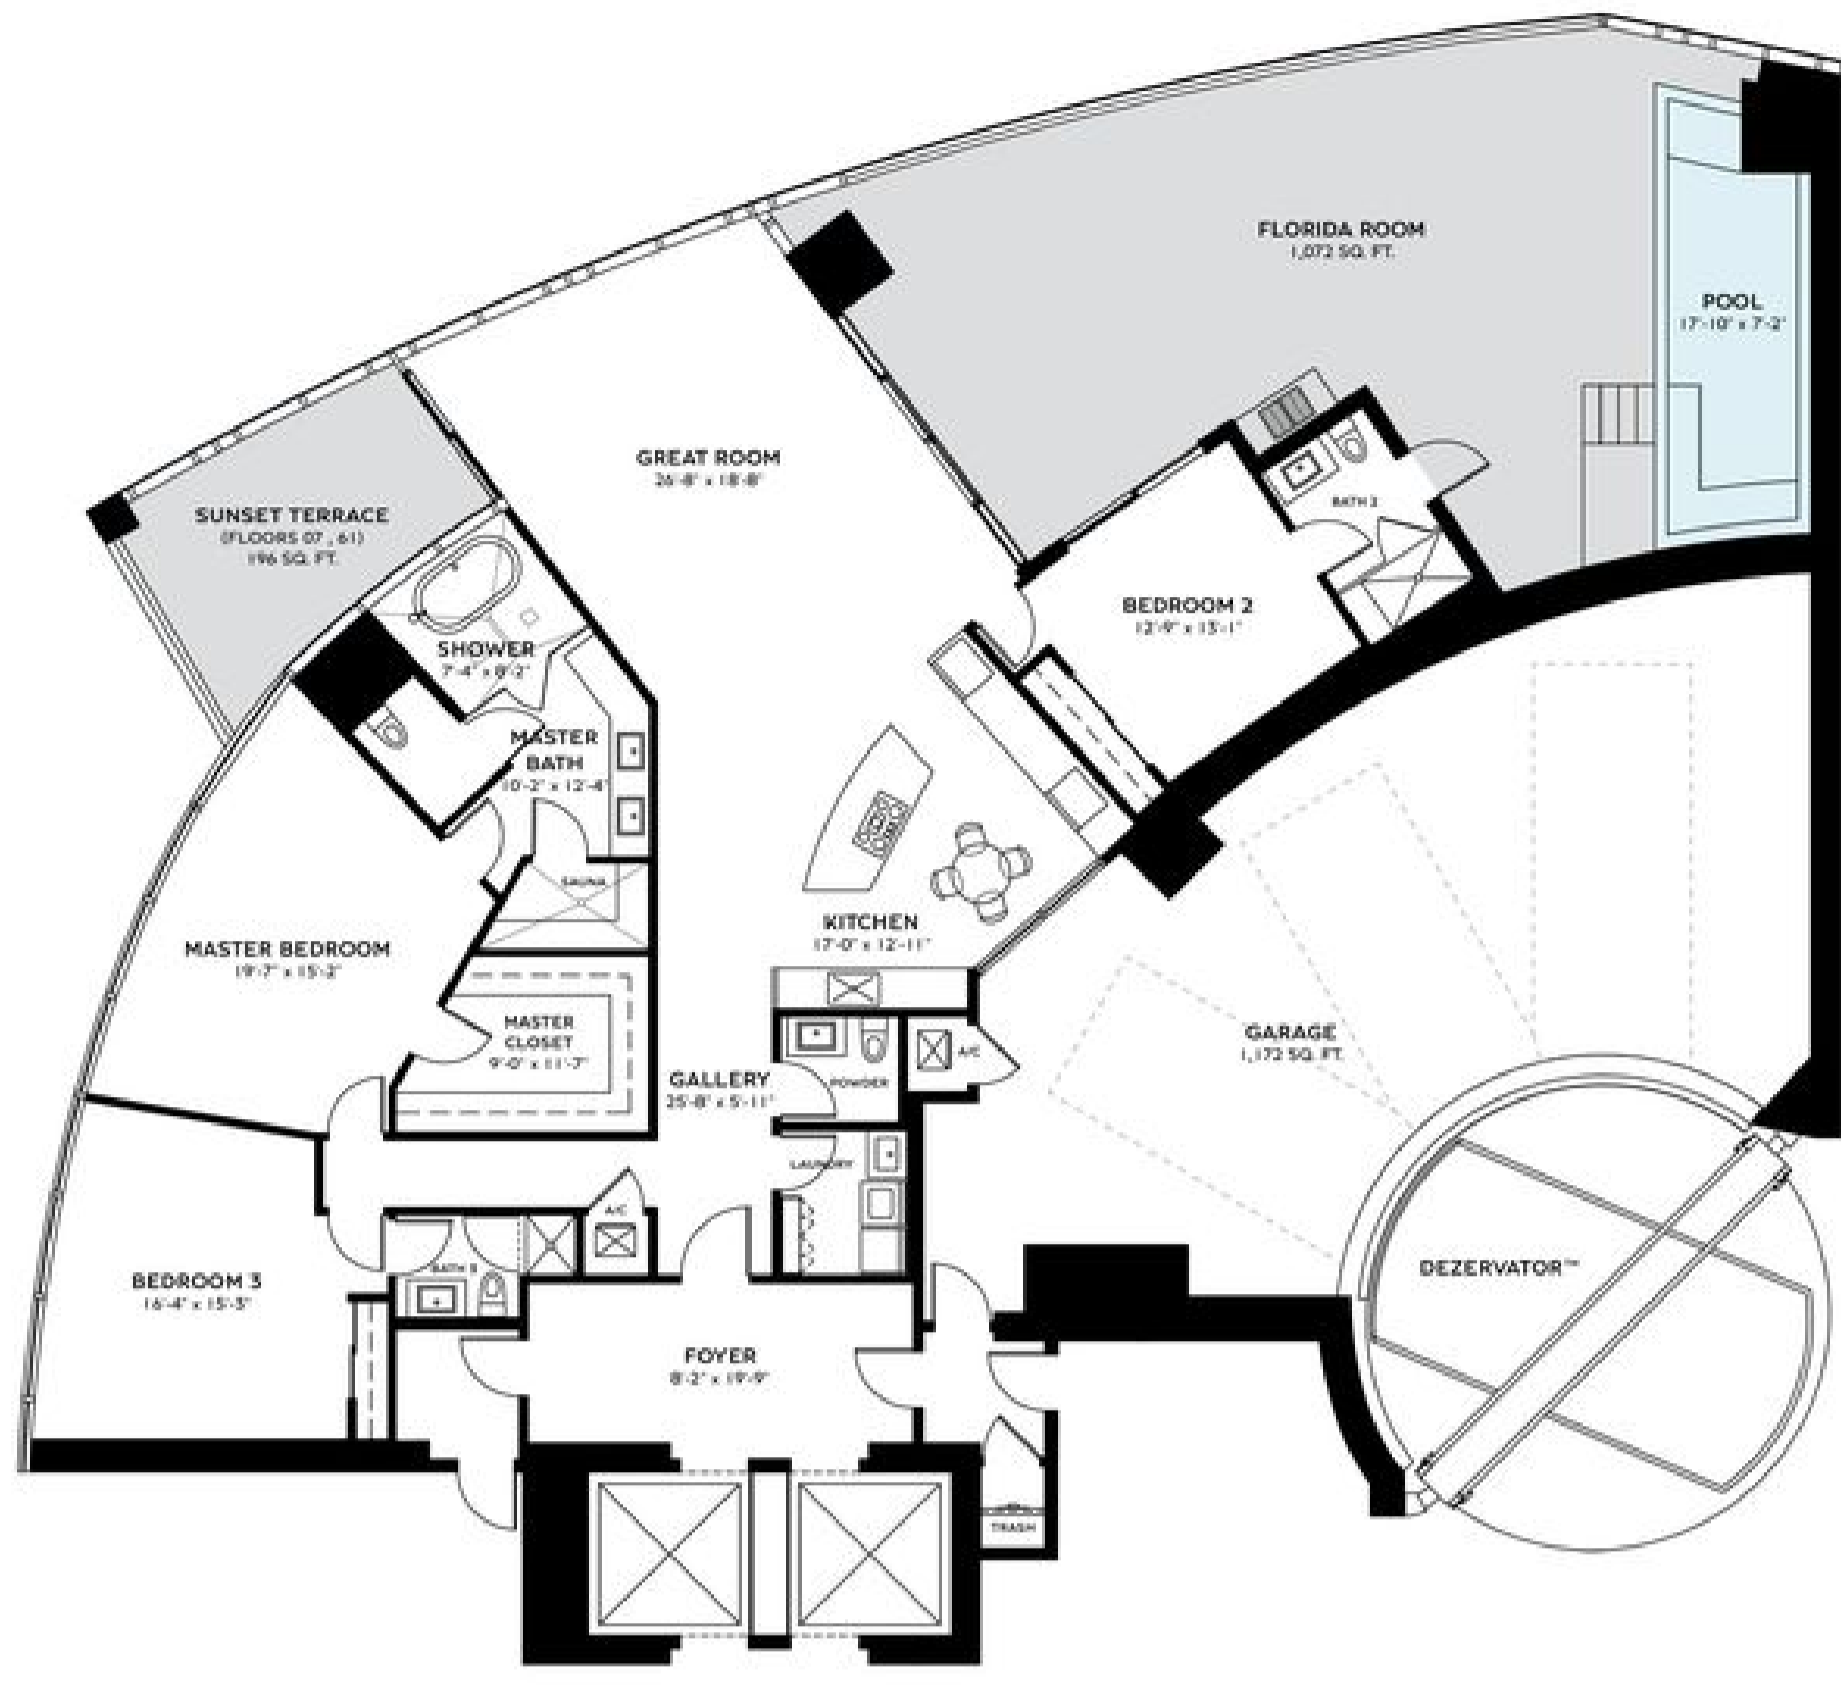 FLORIDA ROOM
1,072 SQ. FT.
POOL
17'-10" x 7'-2"
GREAT ROOM
26'-8" x 18'-8"
SUNSET TERRACE
(FLOORS 07 , 61)
196 SQ. FT.
BATH 2
BEDROOM 2
12'-9" x 13'-1"
SHOWER
7'-4" x 8'-2"
MASTER
BATH
10'-2" x 12'-4"
SAUNA
KITCHEN
17'-0" x 12'-11"
MASTER BEDROOM
19'-7" x 15'-2"
MASTER
CLOSET
9'-0" x 11'-7"
GARAGE
1,172 SQ. FT.
A/C
GALLERY
25'-8" x 5'-11"
POWDER
LAUNDRY
A/C
BATH 3
DEZERVATOR™
BEDROOM 3
16'-4" x 15'-3"
FOYER
8'-2" x 19'-9"
TRASH